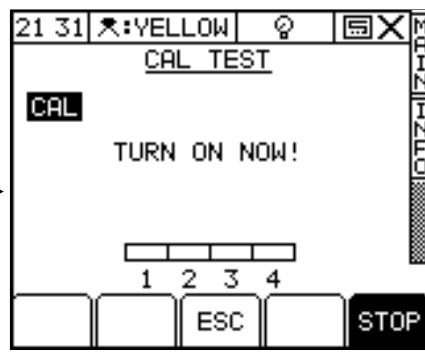 21 31 :YELLOW
CAL TEST
CAL
TURN ON NOW!
1 2 3 4
ESC STOP
MAIN
INFO